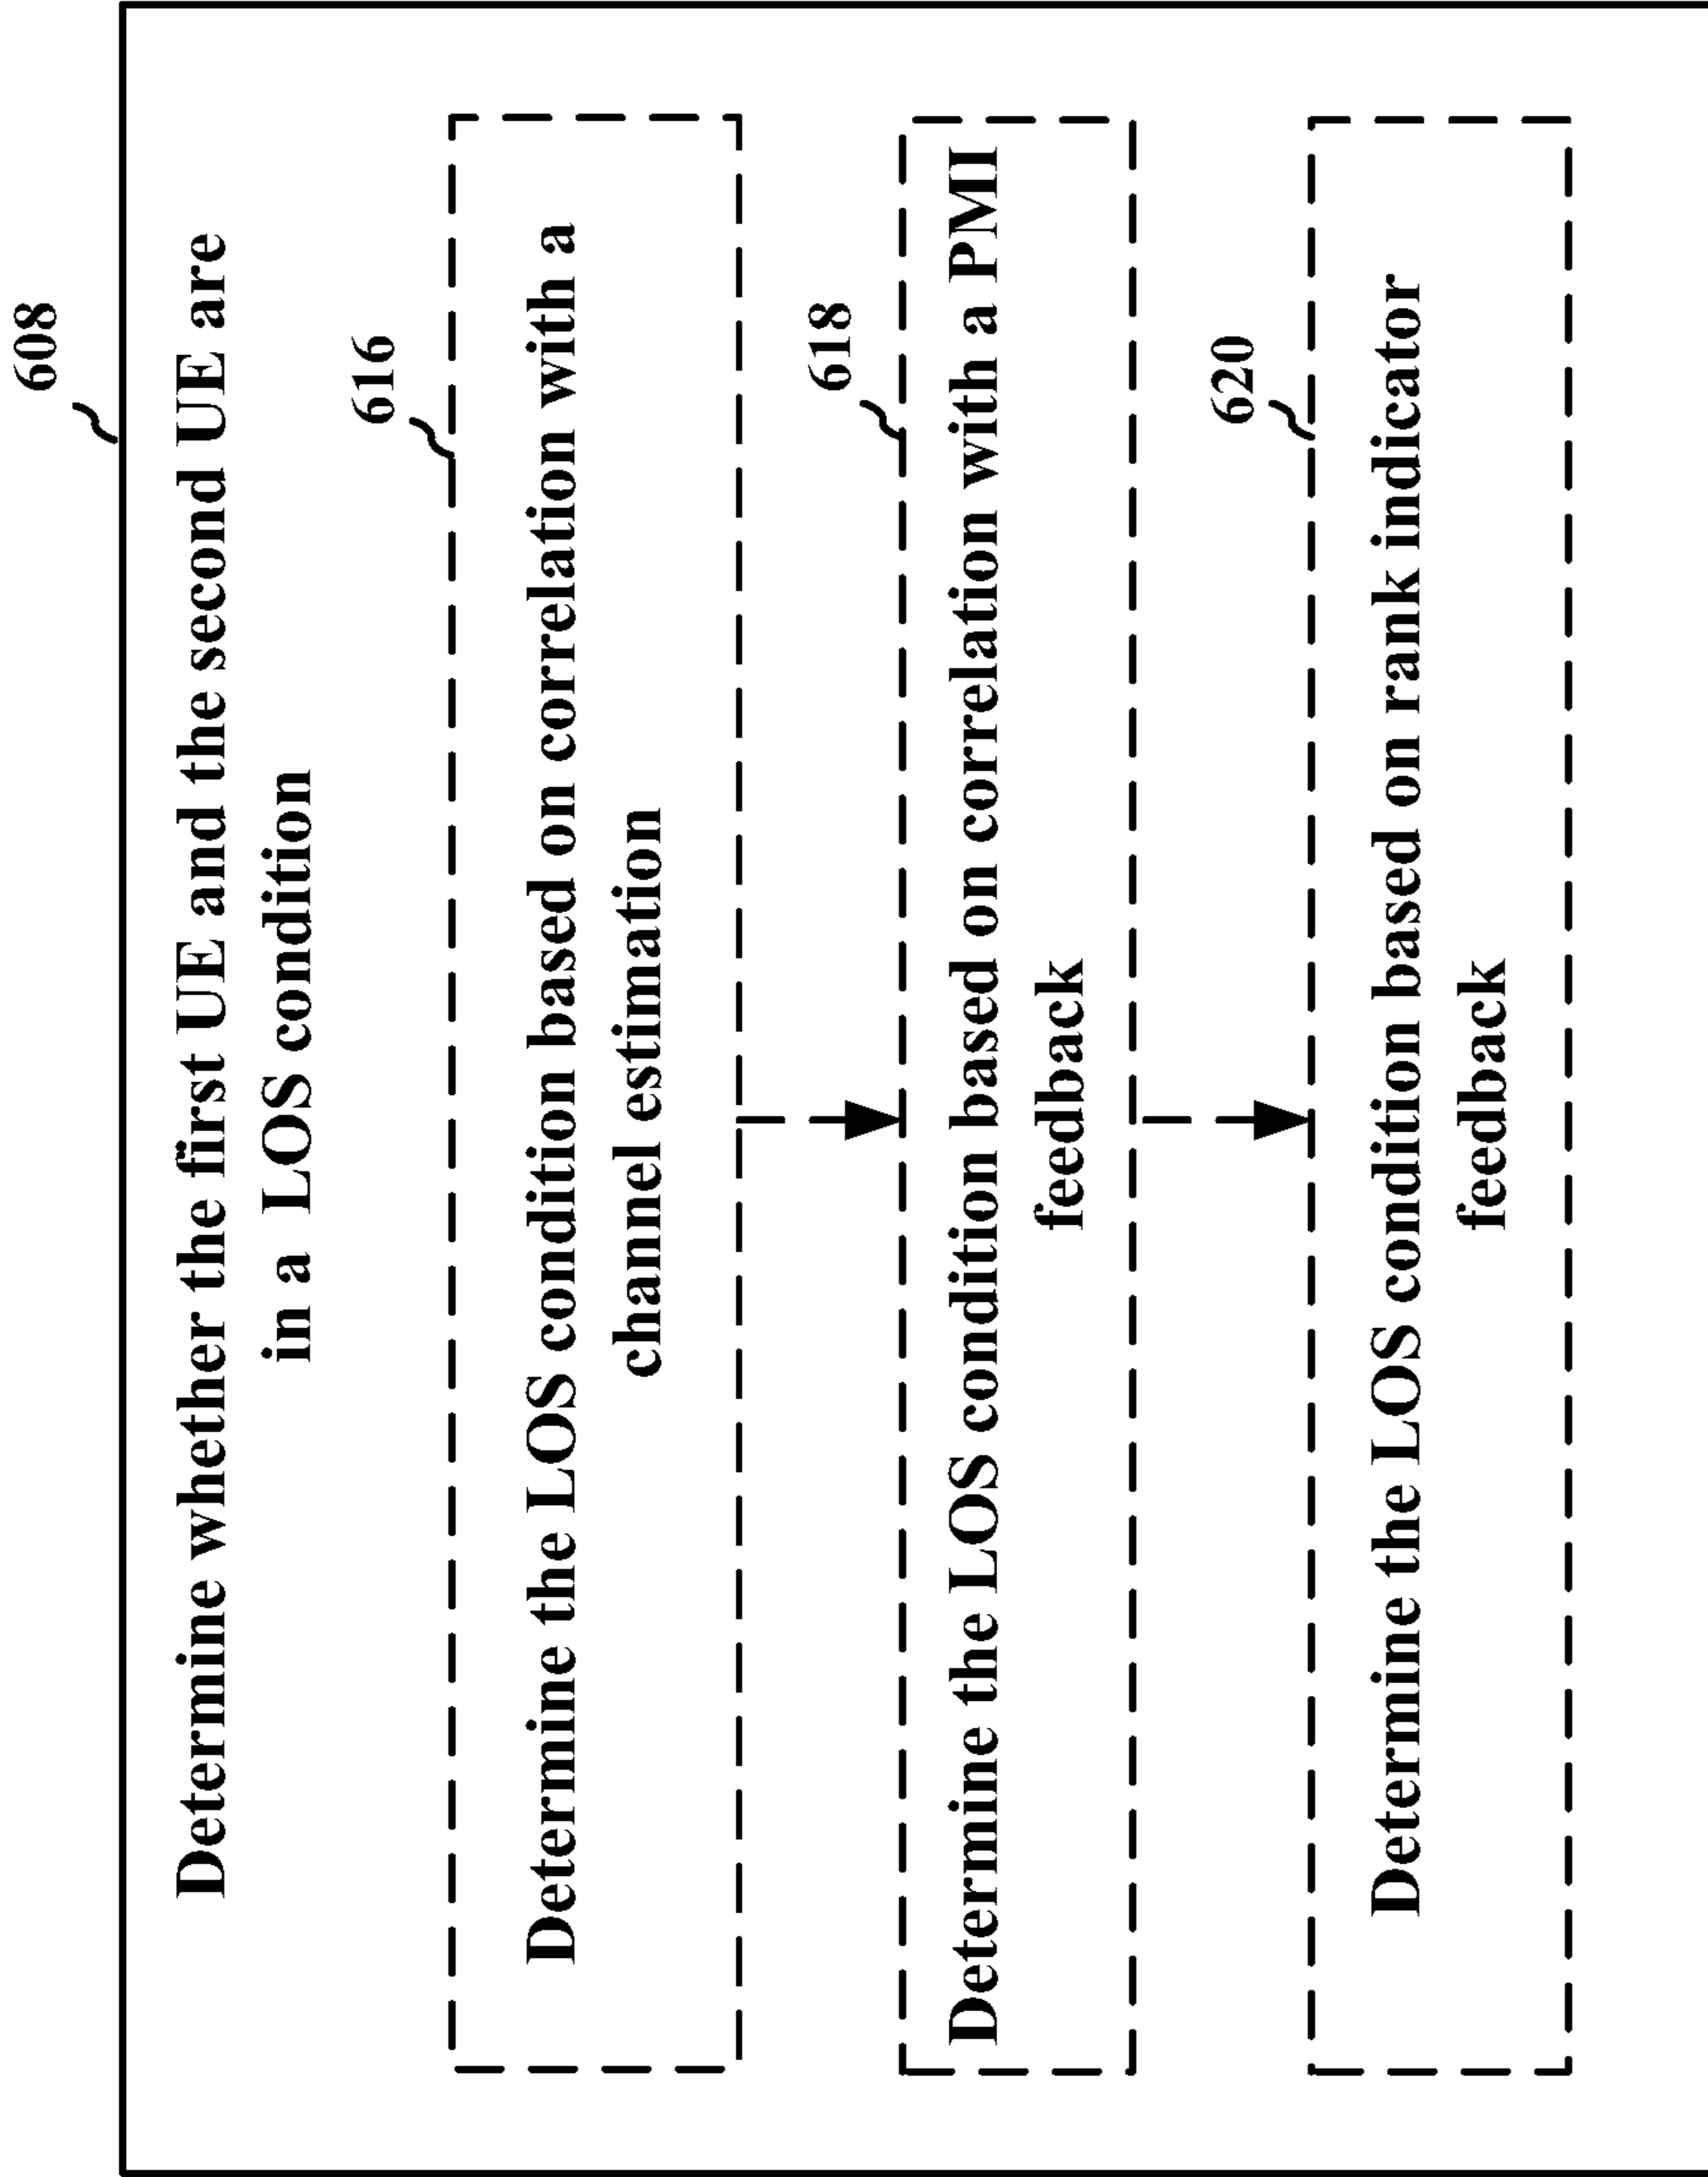 608
Determine whether the first UE and the second UE are
in a LOS condition
616
Determine the LOS condition based on correlation with a
channel estimation
618
Determine the LOS condition based on correlation with a PMI
feedback
620
Determine the LOS condition based on rank indicator
feedback